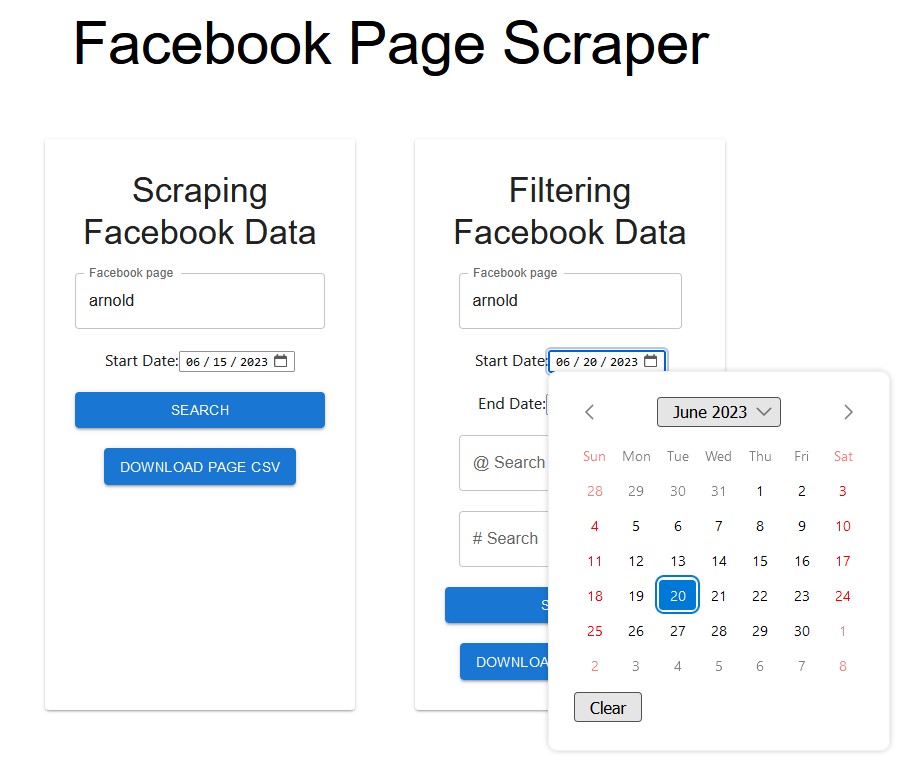 Facebook Page Scraper
Scraping
Facebook Data
Facebook page
arnold
Start Date: 06 / 15 / 2023
SEARCH
DOWNLOAD PAGE CSV
Filtering
Facebook Data
Facebook page
arnold
Start Date: 06 / 20 / 2023
End Date:
@ Search
# Search
S
DOWNLOA
June 2023
Sun Mon Tue Wed Thu Fri Sat
28 29 30 31 1 2 3
4 5 6 7 8 9 10
11 12 13 14 15 16 17
18 19 20 21 22 23 24
25 26 27 28 29 30 1
2 3 4 5 6 7 8
Clear